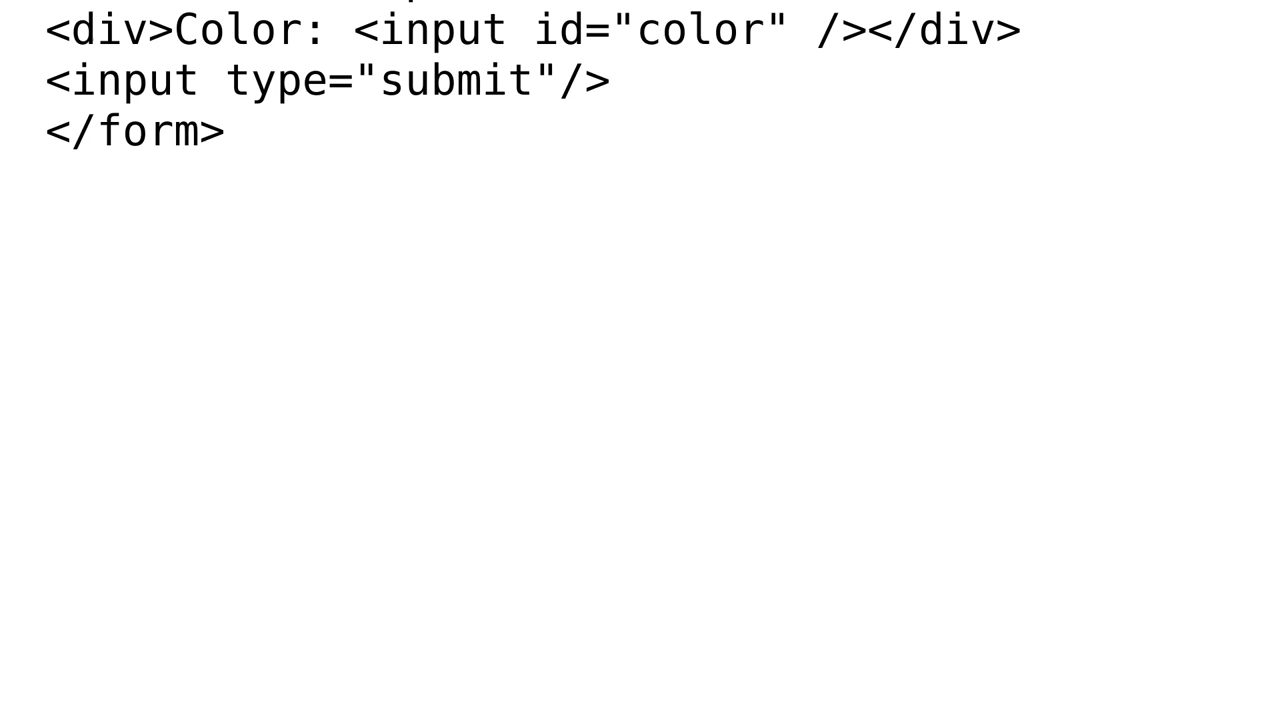 <div>Color: <input id="color" /></div>
<input type="submit"/>
</form>